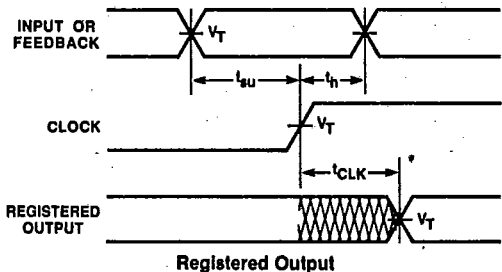 INPUT OR
FEEDBACK
VT
tsu
th
CLOCK
VT
tCLK
*
REGISTERED
OUTPUT
VT
Registered Output